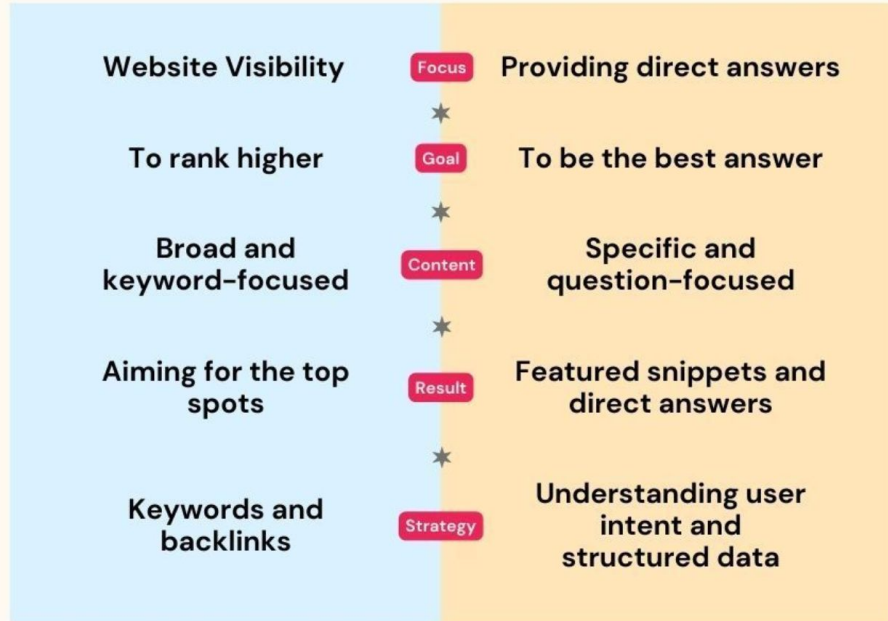 Website Visibility
Focus
Providing direct answers
To rank higher
Goal
To be the best answer
Broad and
keyword-focused
Content
Specific and
question-focused
Aiming for the top
spots
Result
Featured snippets and
direct answers
Keywords and
backlinks
Strategy
Understanding user
intent and
structured data